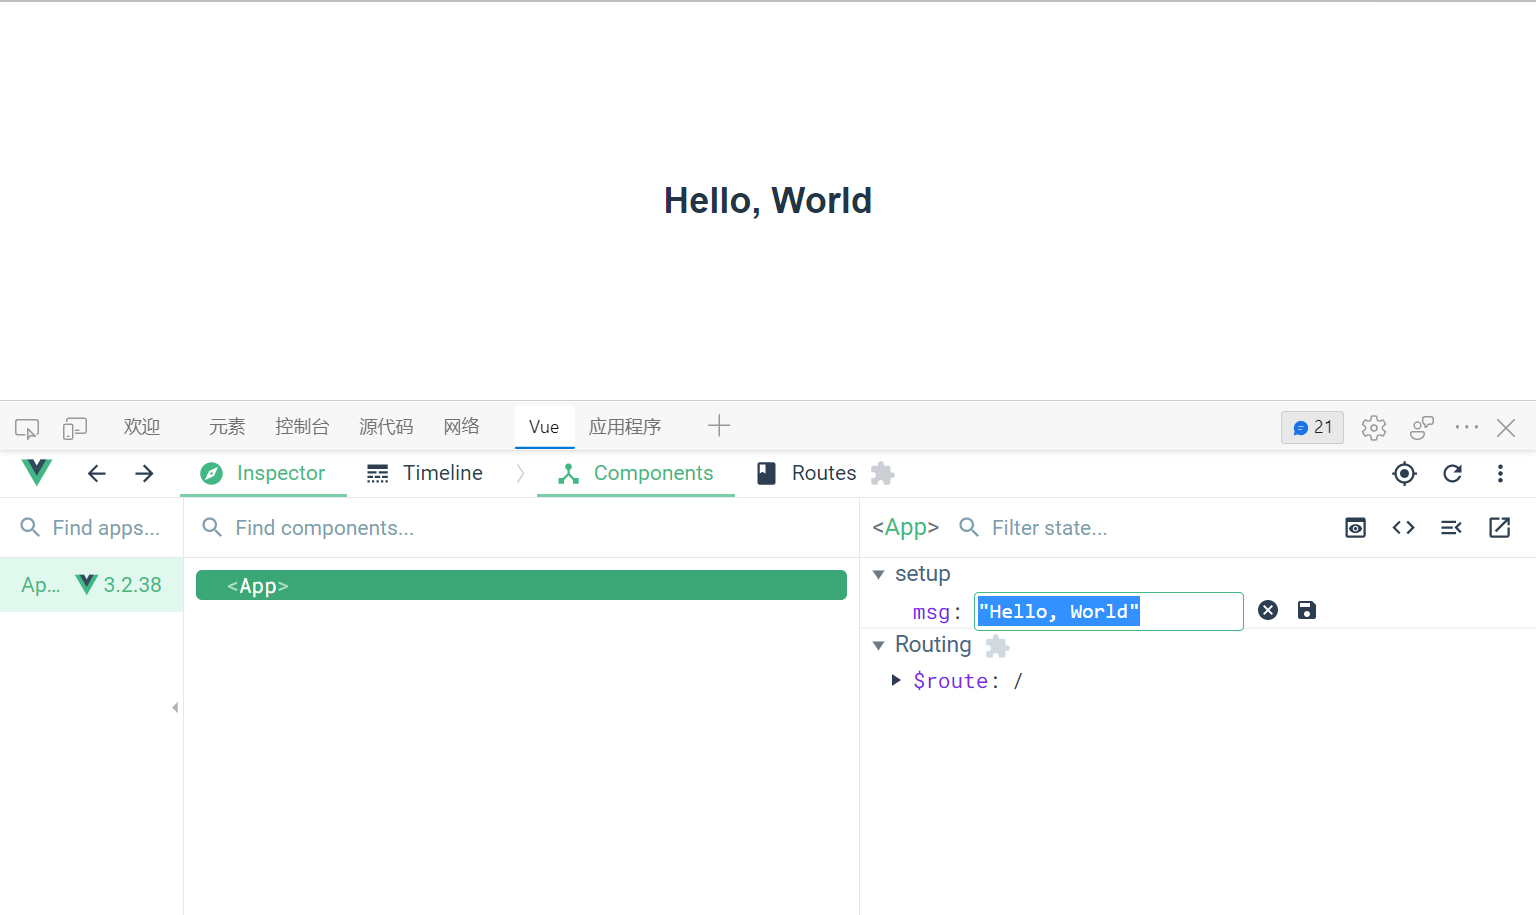 Hello, World
欢迎 元素 控制台 源代码 网络 Vue 应用程序 21
Inspector Timeline Components Routes
Find apps... Find components... <App> Filter state...
Ap... 3.2.38 <App> setup
msg: "Hello, World"
Routing
$route: /